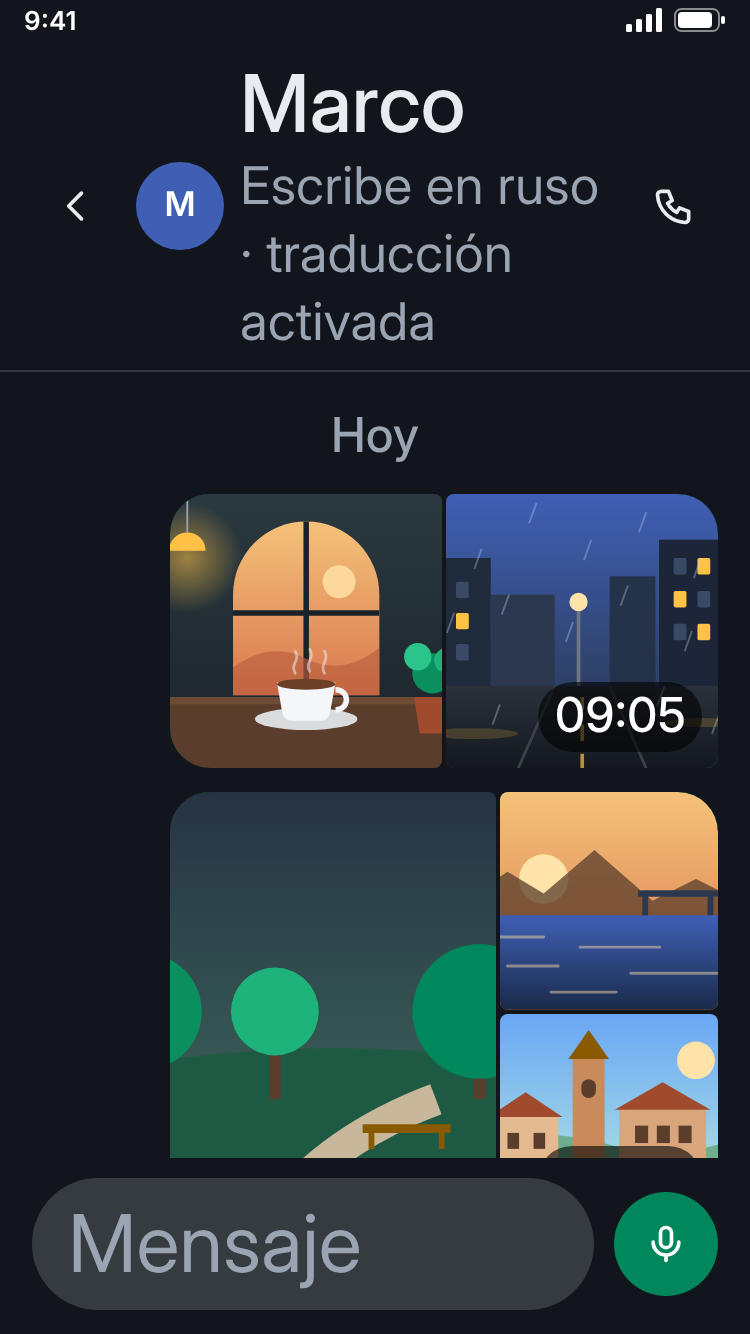 9:41
Marco
M
Escribe en ruso
· traducción
activada
Hoy
09:05
Mensaje